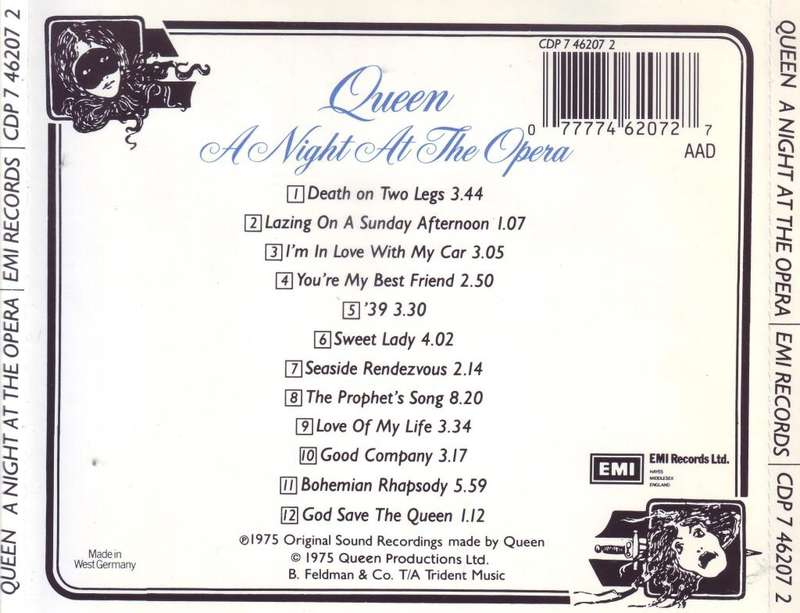 QUEEN A NIGHT AT THE OPERA | EMI RECORDS | CDP 7 46207 2
CDP 7 46207 2
0 77774 62072 7
AAD
Queen
A Night At The Opera
1 Death on Two Legs 3.44
2 Lazing On A Sunday Afternoon 1.07
3 I'm In Love With My Car 3.05
4 You're My Best Friend 2.50
5 '39 3.30
6 Sweet Lady 4.02
7 Seaside Rendezvous 2.14
8 The Prophet's Song 8.20
9 Love Of My Life 3.34
10 Good Company 3.17
11 Bohemian Rhapsody 5.59
12 God Save The Queen 1.12
℗1975 Original Sound Recordings made by Queen
© 1975 Queen Productions Ltd.
B. Feldman & Co. T/A Trident Music
Made in
West Germany
EMI
EMI Records Ltd.
HAYES
MIDDLESEX
ENGLAND
QUEEN A NIGHT AT THE OPERA | EMI RECORDS | CDP 7 46207 2